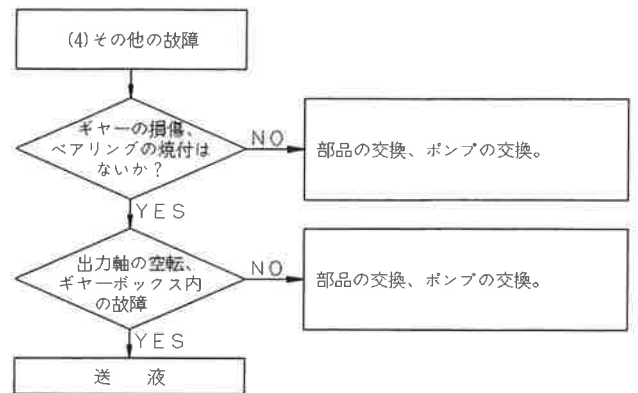 (4)その他の故障
ギヤーの損傷、
ベアリングの焼付は
ないか？
NO
部品の交換、ポンプの交換。
YES
出力軸の空転、
ギヤーボックス内
の故障
NO
部品の交換、ポンプの交換。
YES
送 液